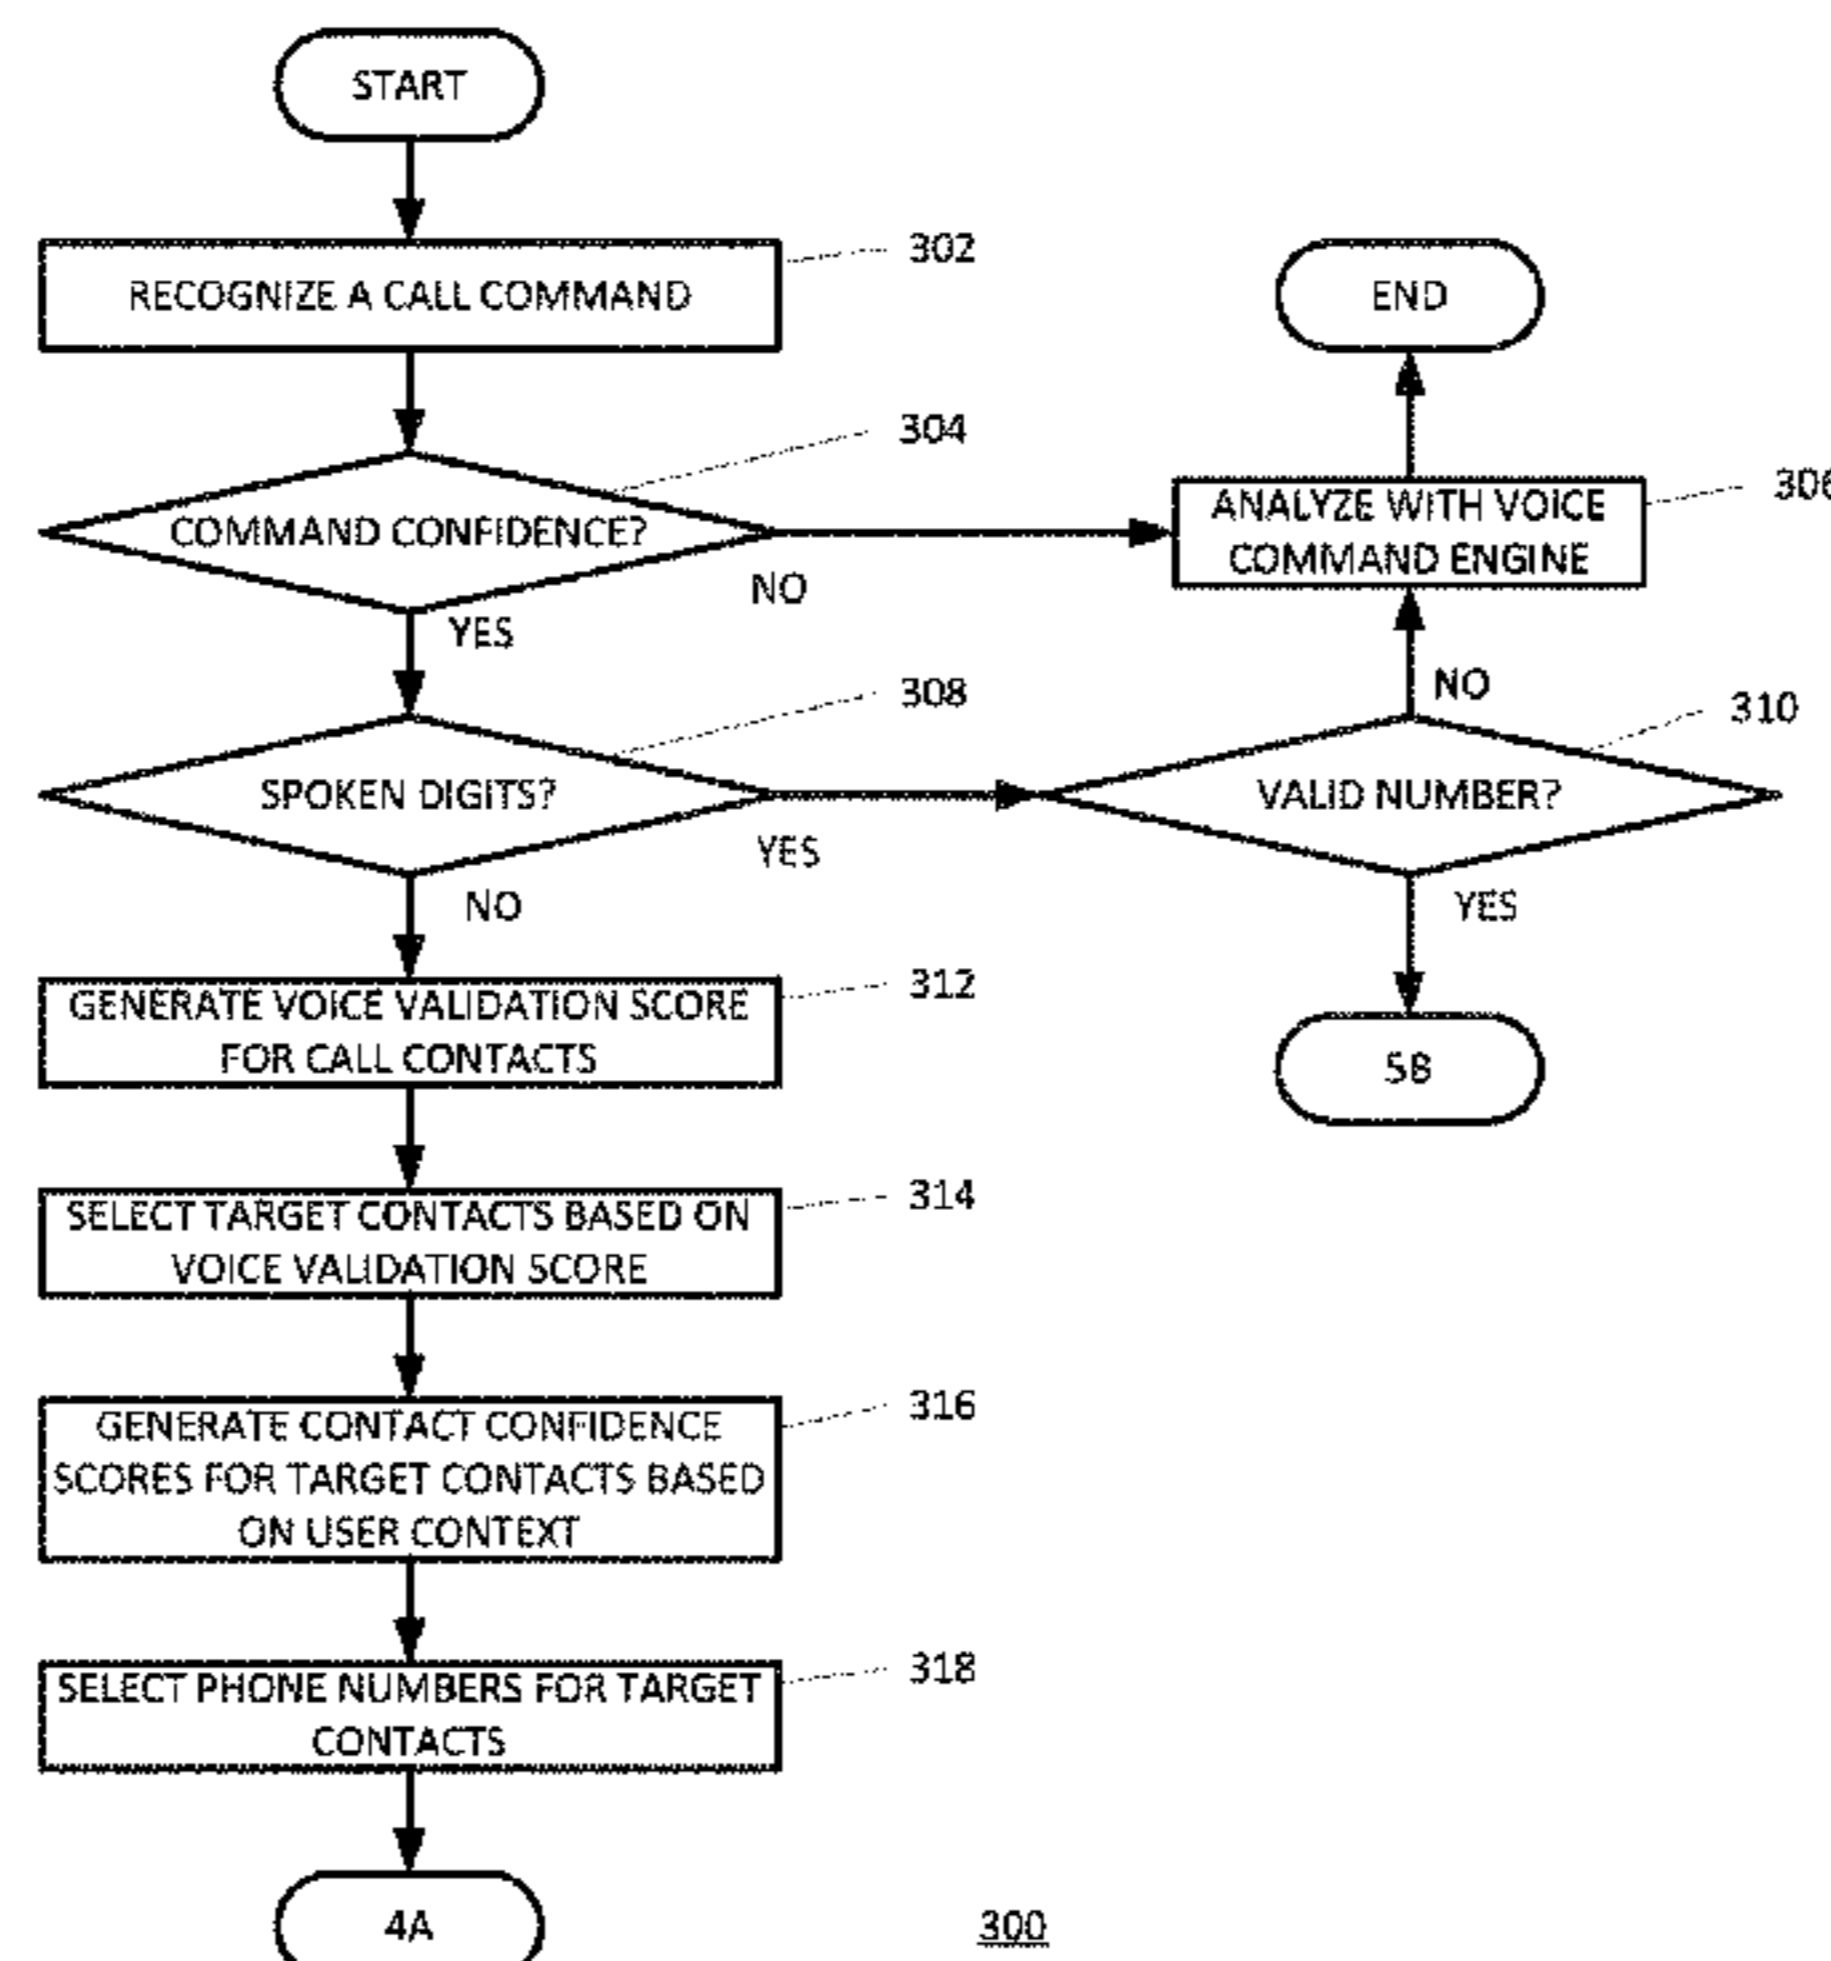 START
302
RECOGNIZE A CALL COMMAND
END
304
COMMAND CONFIDENCE?
NO
YES
ANALYZE WITH VOICE
COMMAND ENGINE
306
308
SPOKEN DIGITS?
YES
NO
NO
310
VALID NUMBER?
YES
5B
312
GENERATE VOICE VALIDATION SCORE
FOR CALL CONTACTS
314
SELECT TARGET CONTACTS BASED ON
VOICE VALIDATION SCORE
316
GENERATE CONTACT CONFIDENCE
SCORES FOR TARGET CONTACTS BASED
ON USER CONTEXT
318
SELECT PHONE NUMBERS FOR TARGET
CONTACTS
4A
300